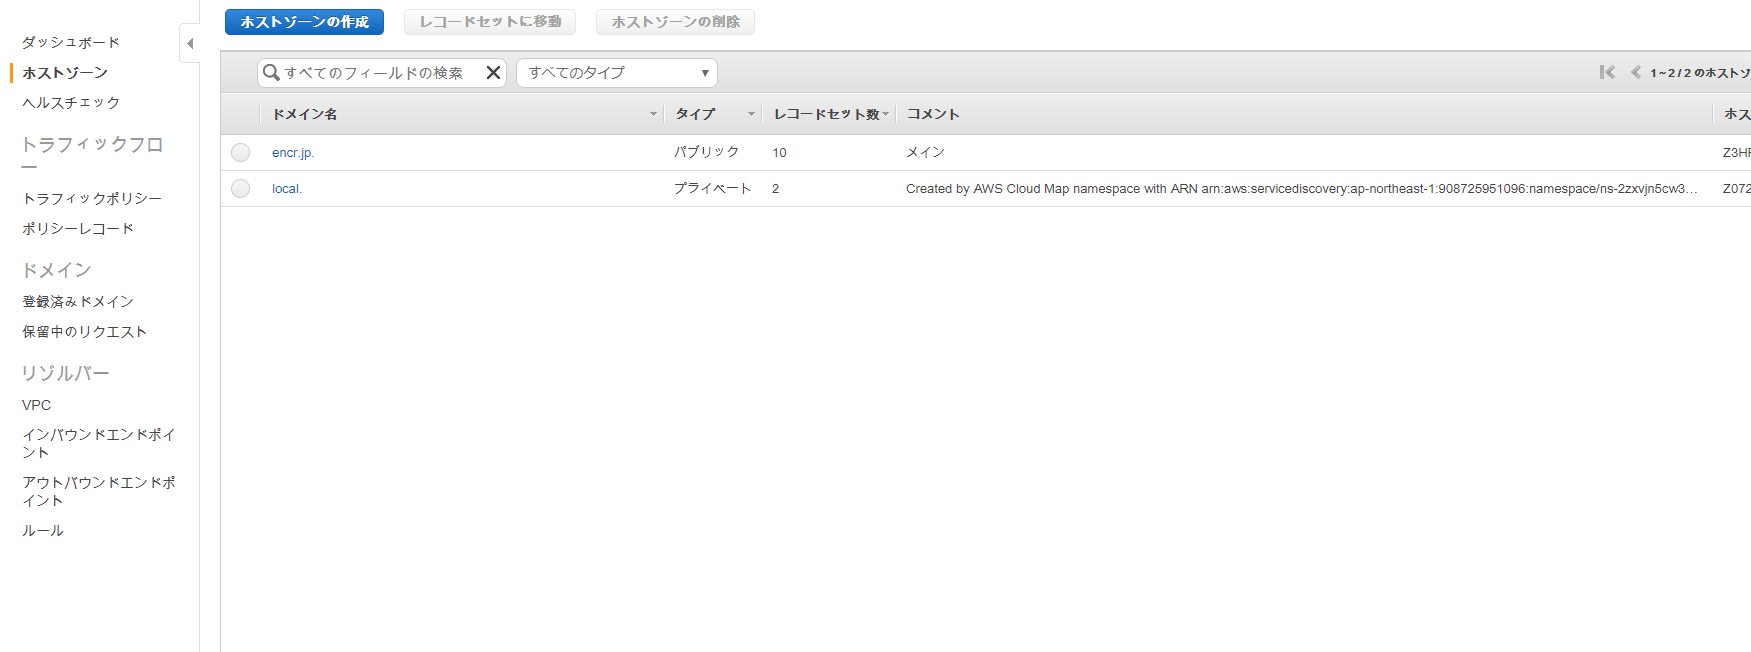 ダッシュボード
ホストゾーン
ヘルスチェック
トラフィックフロ
ー
トラフィックポリシー
ポリシーレコード
ドメイン
登録済みドメイン
保留中のリクエスト
リゾルバー
VPC
インバウンドエンドポイ
ント
アウトバウンドエンドポ
イント
ルール
ホストゾーンの作成 レコードセットに移動 ホストゾーンの削除
すべてのフィールドの検索 すべてのタイプ 1~2 / 2 のホストソ
ドメイン名 タイプ レコードセット数 コメント ホス
encr.jp. パブリック 10 メイン Z3HF
local. プライベート 2 Created by AWS Cloud Map namespace with ARN arn:aws:servicediscovery:ap-northeast-1:908725951096:namespace/ns-2zxvjn5cw3... Z072